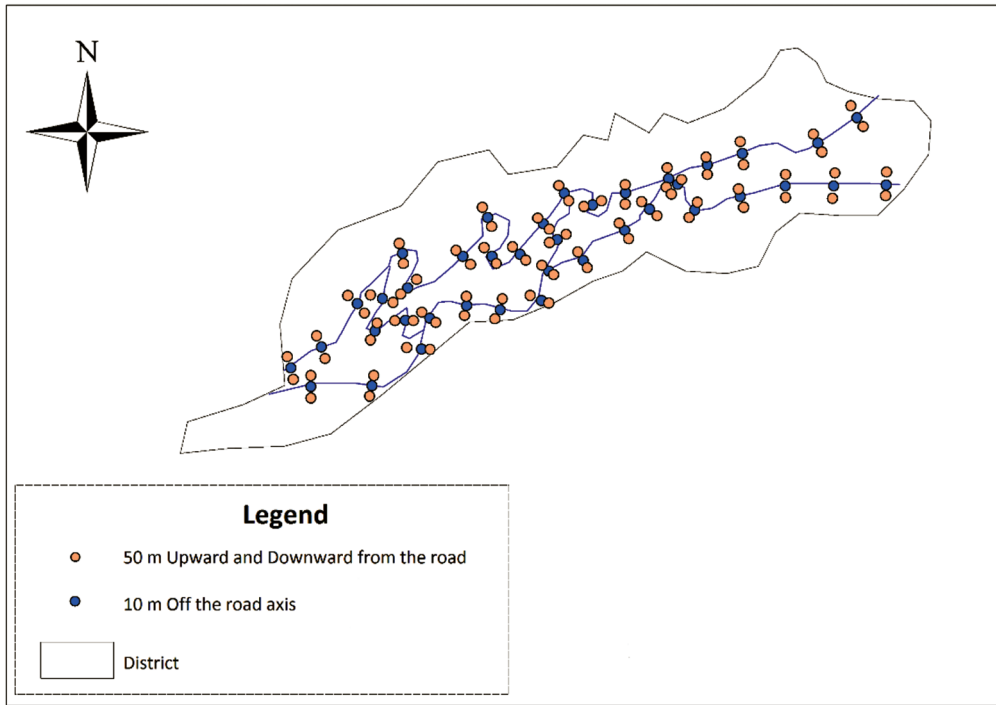 N
Legend
50 m Upward and Downward from the road
10 m Off the road axis
District